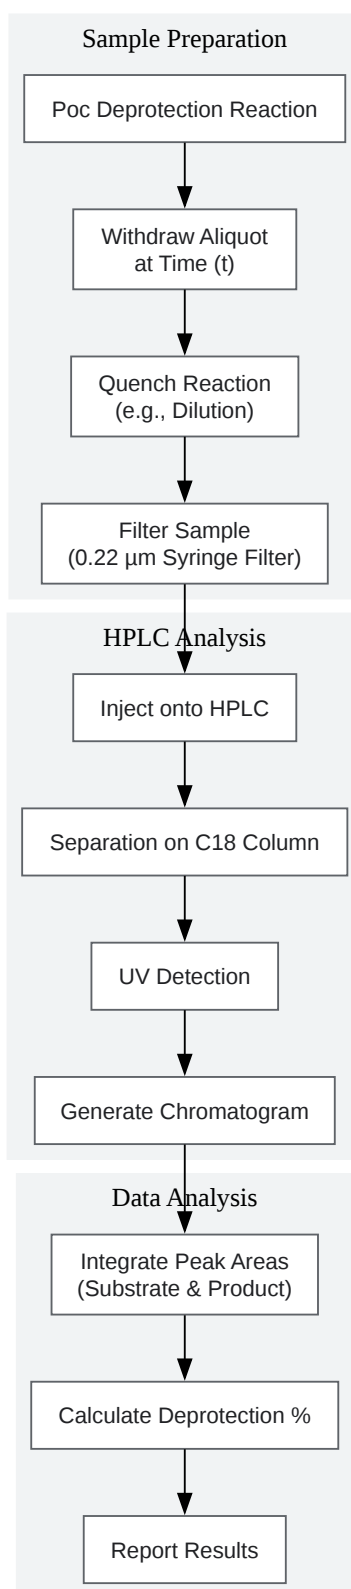 Sample Preparation
Poc Deprotection Reaction
Withdraw Aliquot
at Time (t)
Quench Reaction
(e.g., Dilution)
Filter Sample
(0.22 µm Syringe Filter)
HPLC Analysis
Inject onto HPLC
Separation on C18 Column
UV Detection
Generate Chromatogram
Data Analysis
Integrate Peak Areas
(Substrate & Product)
Calculate Deprotection %
Report Results